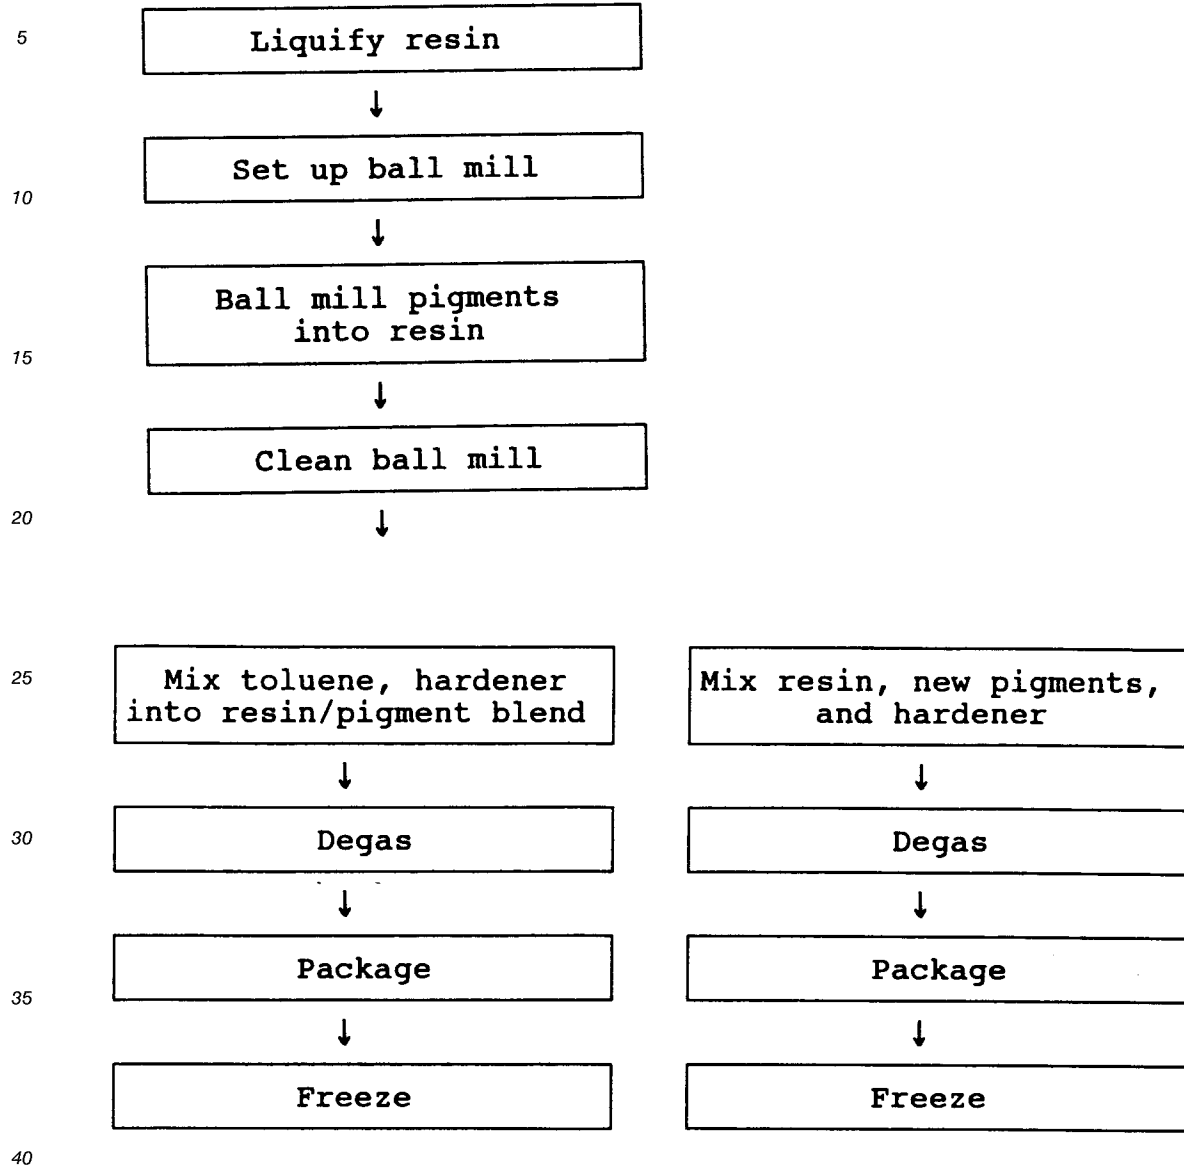 5
Liquify resin
↓
Set up ball mill
10
↓
Ball mill pigments
into resin
15
↓
Clean ball mill
20
↓
25
Mix toluene, hardener
into resin/pigment blend
↓
30
Degas
↓
Package
35
↓
Freeze
Mix resin, new pigments,
and hardener
↓
Degas
↓
Package
↓
Freeze
40